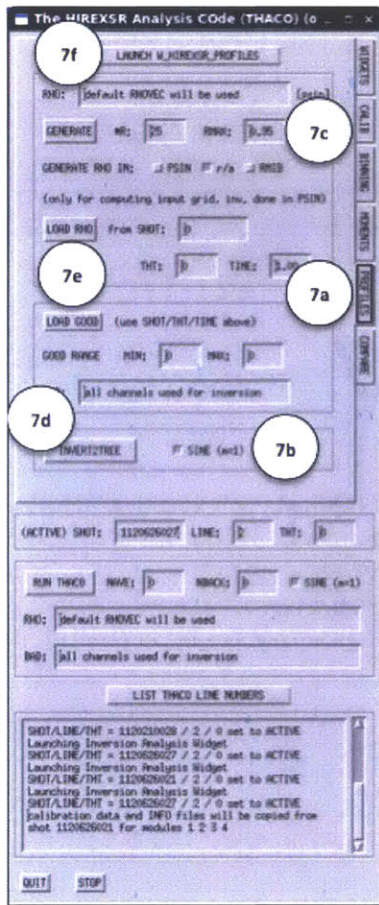 The HIREXSR Analysis COde (THACO) (o
7f
LAUNCH W_HIREXSR_PROFILES
RHO: default RHOVEC will be used [psin]
7c
GENERATE NR: 25 RMAX: 0.95
GENERATE RHO IN: PSIN r/a RMID
(only for computing input grid, inv, done in PSIN)
LOAD RHO from SHOT: 0
7e
THT: 0 TIME: 1.00
7a
LOAD GOOD (use SHOT/THT/TIME above)
GOOD RANGE MIN: 0 MAX: 0
all channels used for inversion
7d
INVERT2TREE SINE (m=1)
7b
WIDGETS
CALIB
BINNING
MOMENTS
PROFILES
COMPARE
(ACTIVE) SHOT: 1120626027 LINE: 2 THT: 0
RUN THACO NAVE: 0 NBACK: 0 SINE (m=1)
RHO: default RHOVEC will be used
BAD: all channels used for inversion
LIST THACO LINE NUMBERS
SHOT/LINE/THT = 1120210028 / 2 / 0 set to ACTIVE
Launching Inversion Analysis Widget
SHOT/LINE/THT = 1120626027 / 2 / 0 set to ACTIVE
Launching Inversion Analysis Widget
SHOT/LINE/THT = 1120626021 / 2 / 0 set to ACTIVE
Launching Inversion Analysis Widget
SHOT/LINE/THT = 1120626027 / 2 / 0 set to ACTIVE
calibration data and INFO files will be copied from
shot 1120626021 for modules 1 2 3 4
QUIT STOP